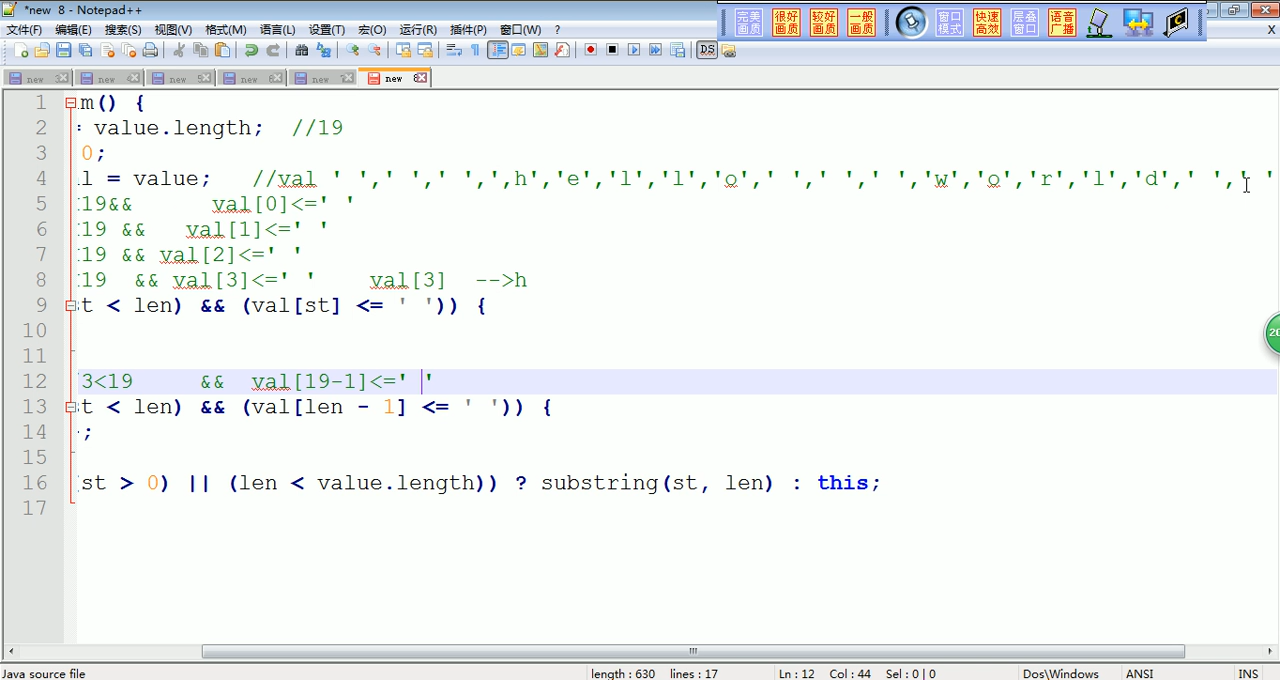 *new 8 - Notepad++
完美画质 很好画质 较好画质 一般画质 窗口模式 快速高效 层叠窗口 语音广播
文件(F) 编辑(E) 搜索(S) 视图(V) 格式(M) 语言(L) 设置(T) 宏(O) 运行(R) 插件(P) 窗口(W) ? X
new 3 new 4 new 5 new 6 new 7 new 8
1 m() {
2 = value.length; //19
3 0;
4 l = value; //val ' ',' ',' ',',h','e','l','l','o',' ',' ',' ','w','o','r','l','d',' ',' '
5 19&& val[0]<=' '
6 19 && val[1]<=' '
7 19 && val[2]<=' '
8 19 && val[3]<=' ' val[3] -->h
9 t < len) && (val[st] <= ' ')) {
10
11
12 3<19 && val[19-1]<=' '
13 t < len) && (val[len - 1] <= ' ')) {
14 ;
15
16 st > 0) || (len < value.length)) ? substring(st, len) : this;
17
Java source file length : 630 lines : 17 Ln : 12 Col : 44 Sel : 0 | 0 Dos\Windows ANSI INS